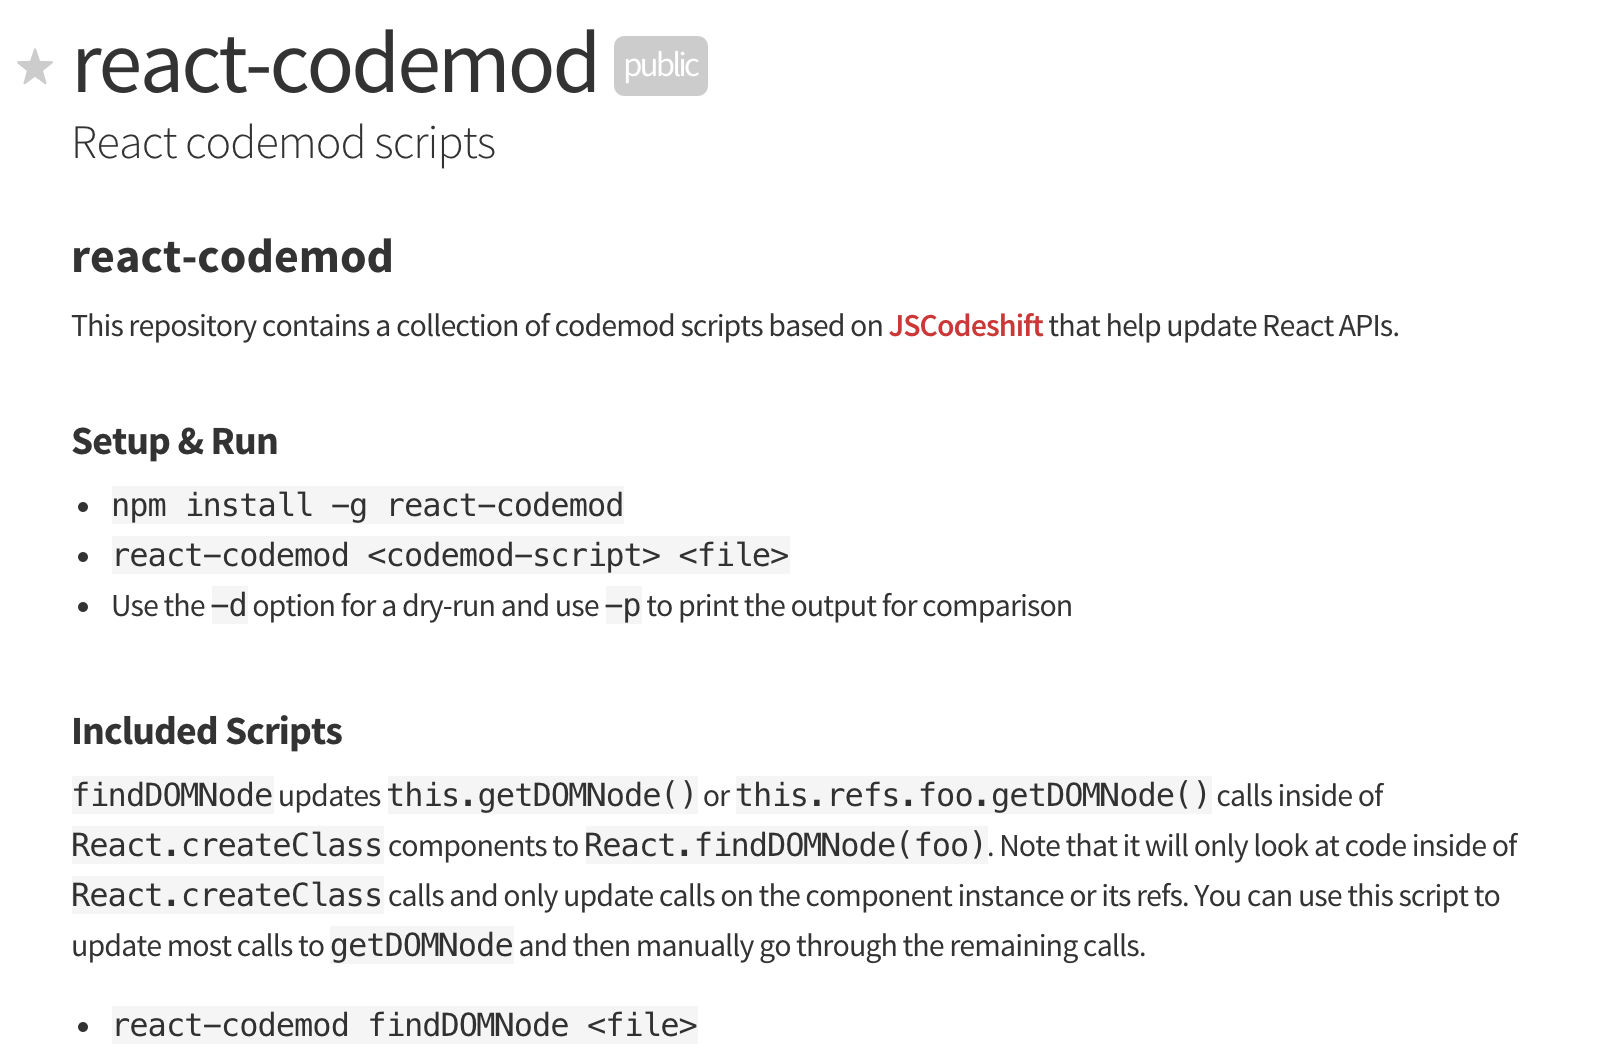 react-codemod public
React codemod scripts
react-codemod
This repository contains a collection of codemod scripts based on JSCodeshift that help update React APIs.
Setup & Run
• npm install -g react-codemod
• react-codemod <codemod-script> <file>
• Use the -d option for a dry-run and use -p to print the output for comparison
Included Scripts
findDOMNode updates this.getDOMNode() or this.refs.foo.getDOMNode() calls inside of
React.createClass components to React.findDOMNode(foo). Note that it will only look at code inside of
React.createClass calls and only update calls on the component instance or its refs. You can use this script to
update most calls to getDOMNode and then manually go through the remaining calls.
• react-codemod findDOMNode <file>